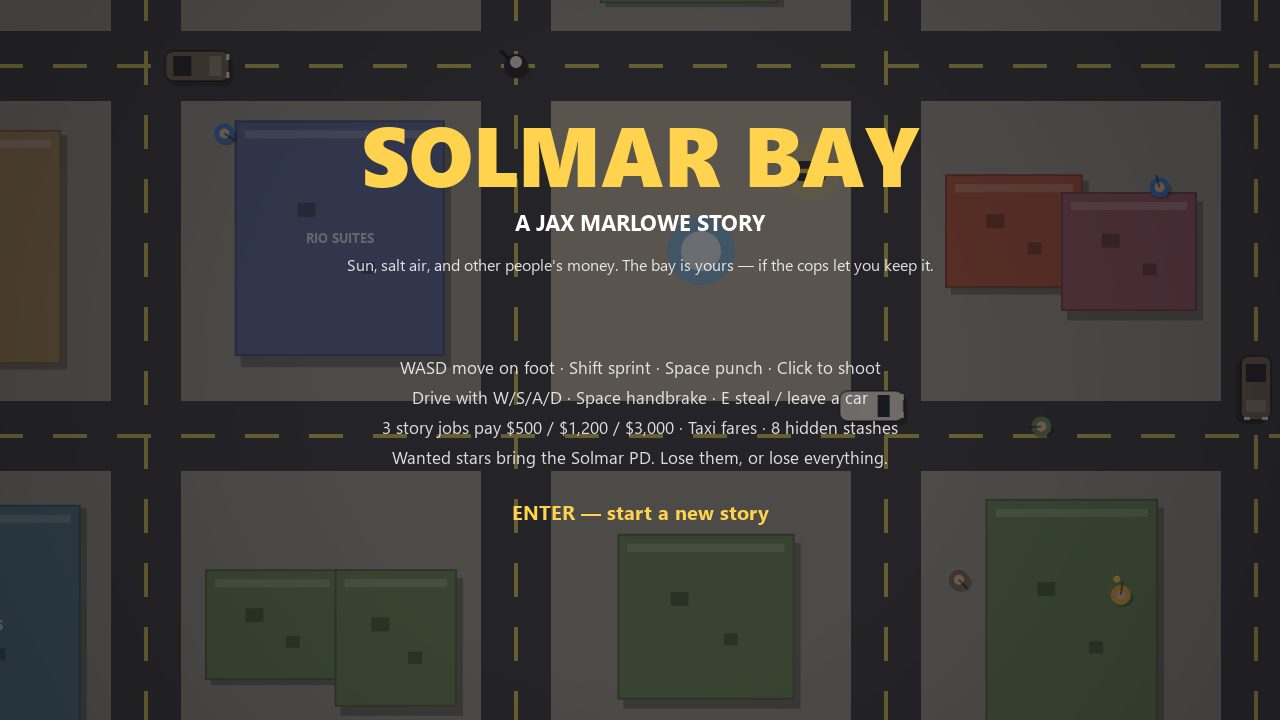 SOLMAR BAY
A JAX MARLOWE STORY
RIO SUITES
Sun, salt air, and other people's money. The bay is yours — if the cops let you keep it.
WASD move on foot · Shift sprint · Space punch · Click to shoot
Drive with W/S/A/D · Space handbrake · E steal / leave a car
3 story jobs pay $500 / $1,200 / $3,000 · Taxi fares · 8 hidden stashes
Wanted stars bring the Solmar PD. Lose them, or lose everything.
ENTER — start a new story